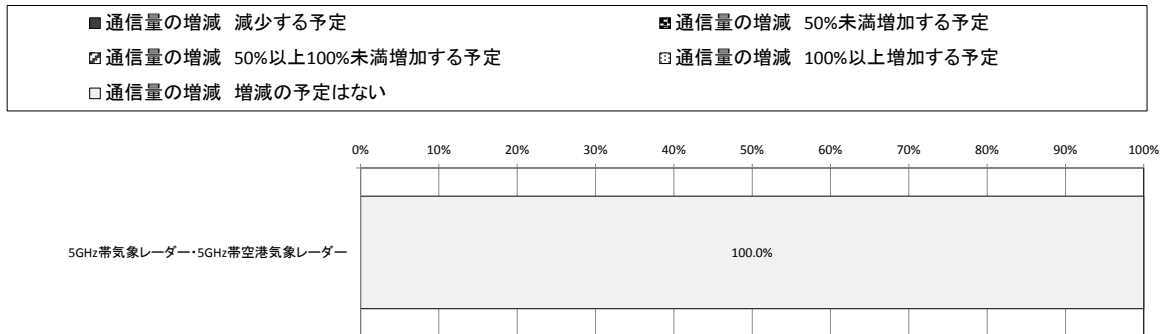 ■通信量の増減　減少する予定
通信量の増減　50%未満増加する予定
通信量の増減　50%以上100%未満増加する予定
通信量の増減　100%以上増加する予定
□通信量の増減　増減の予定はない
0% 10% 20% 30% 40% 50% 60% 70% 80% 90% 100%
5GHz帯気象レーダー・5GHz帯空港気象レーダー
100.0%